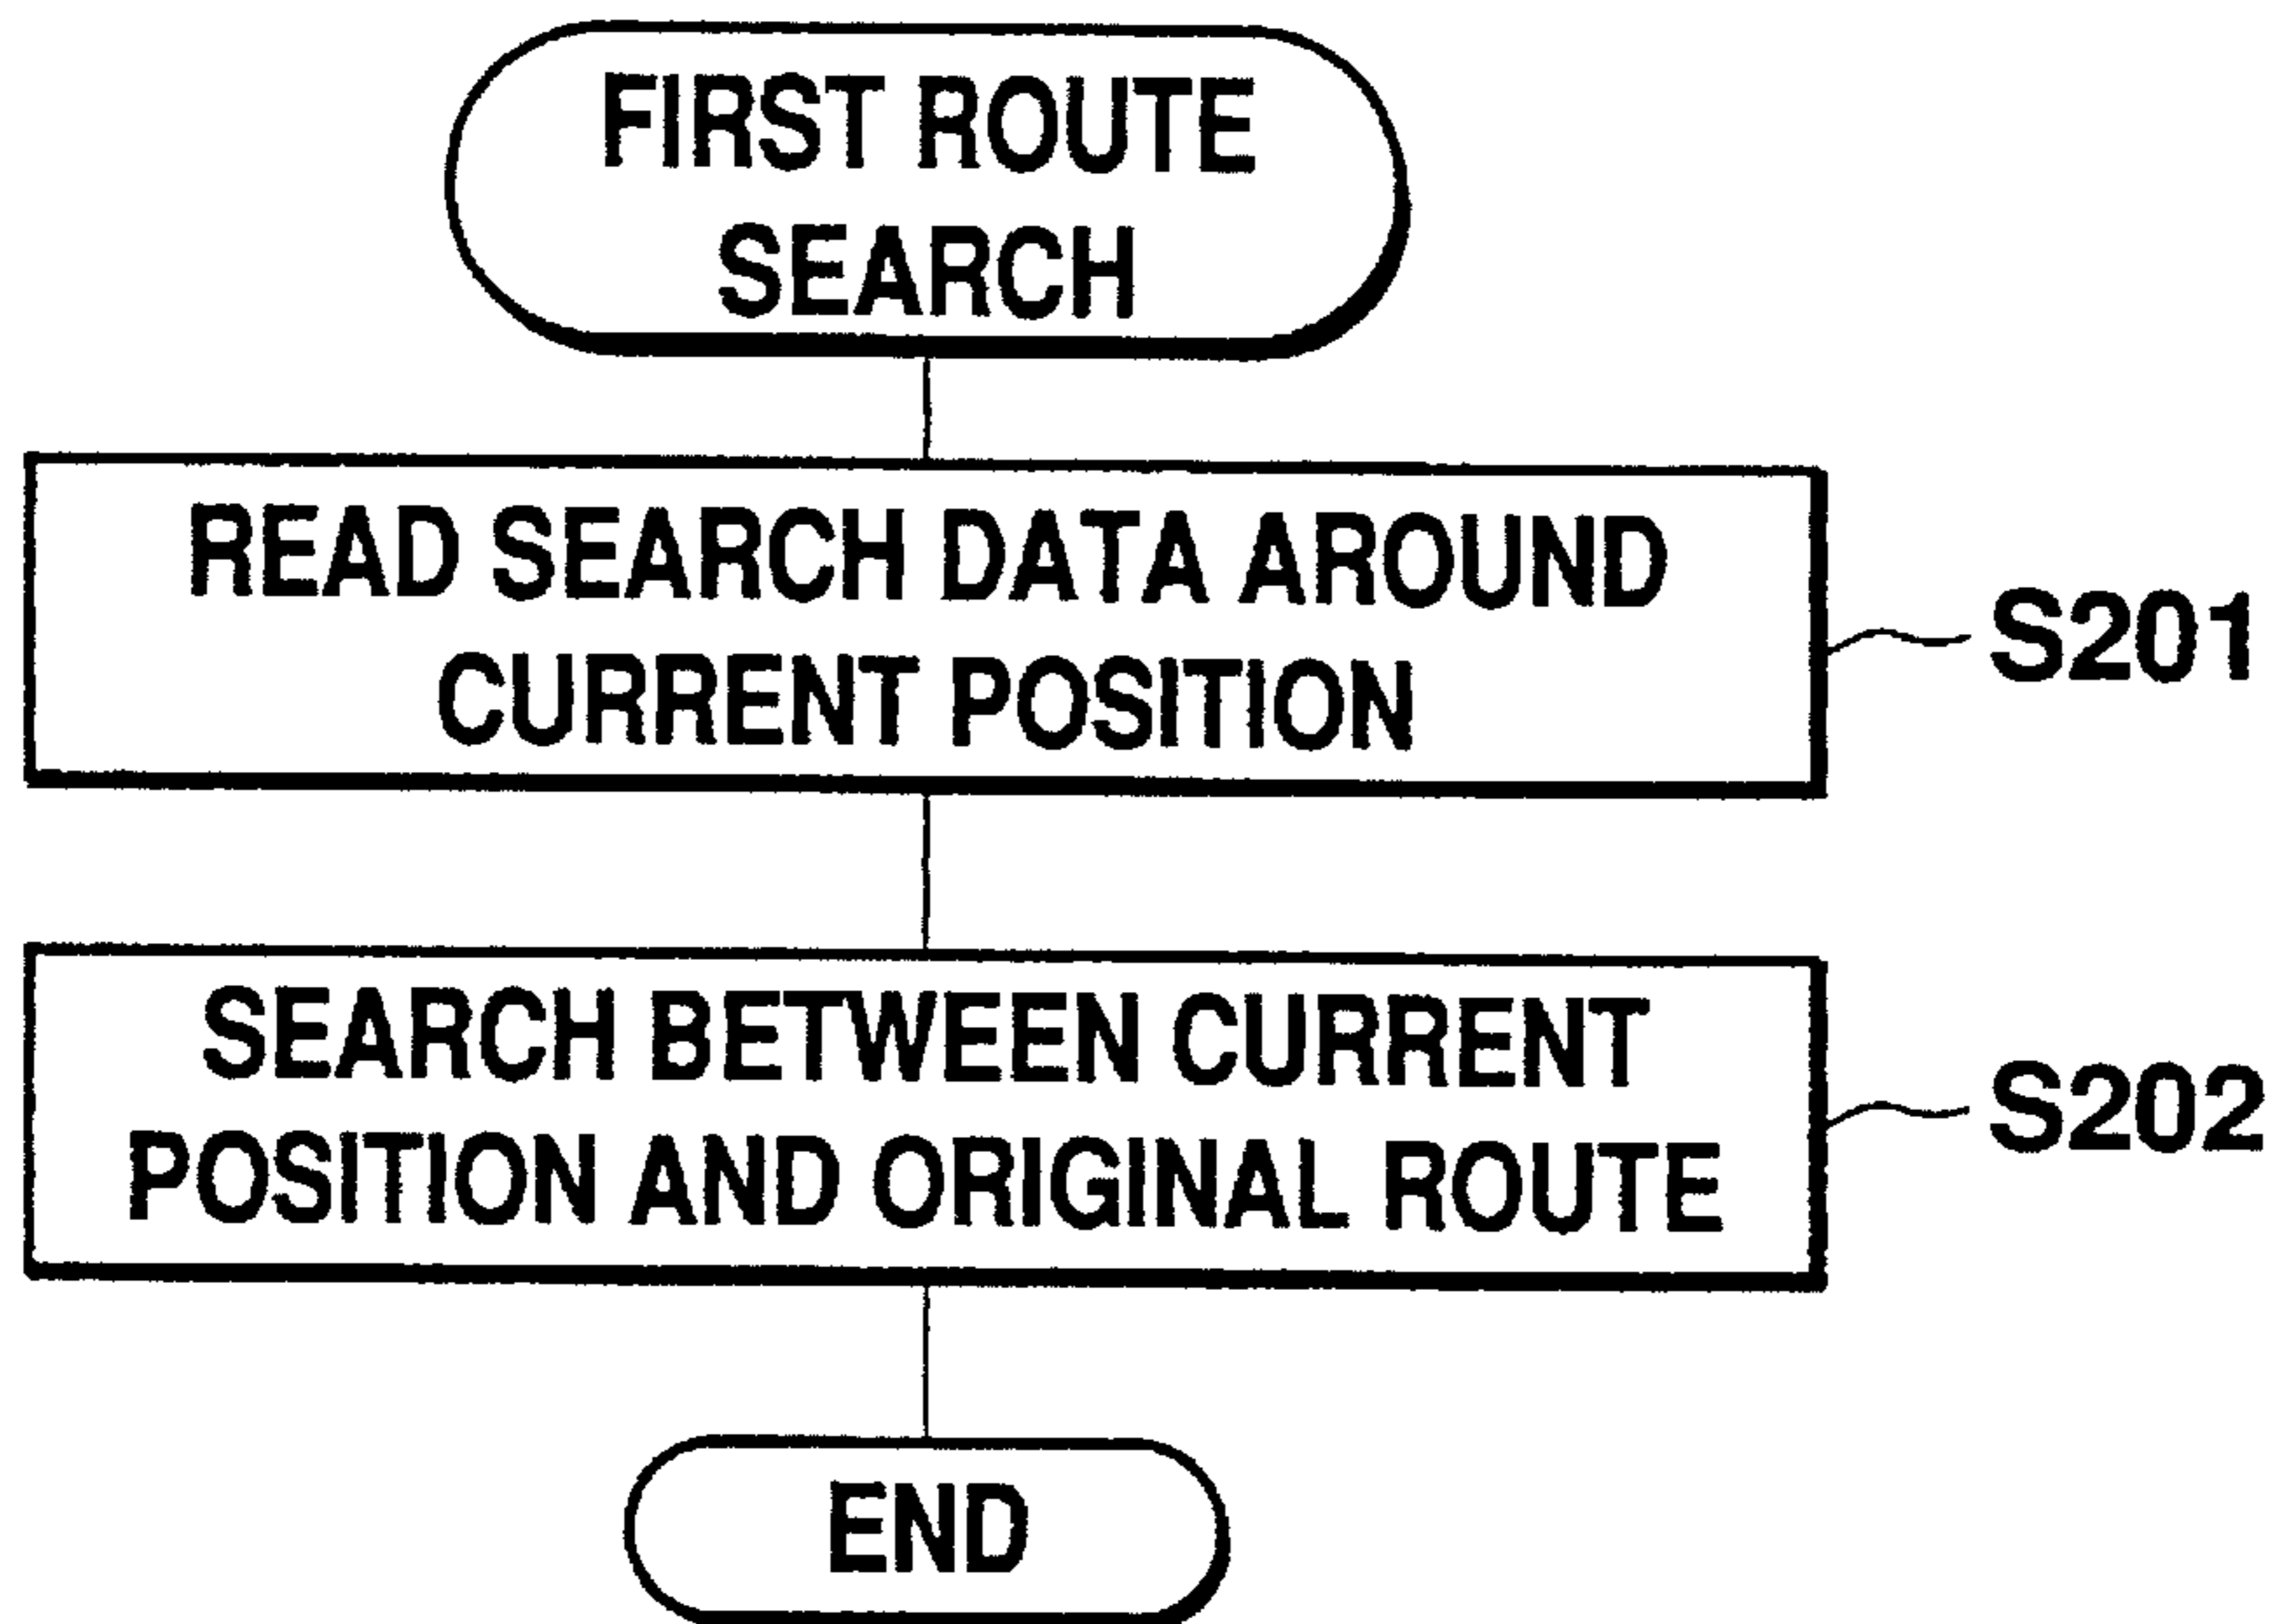 FIRST ROUTE
SEARCH
READ SEARCH DATA AROUND
CURRENT POSITION
S201
SEARCH BETWEEN CURRENT
POSITION AND ORIGINAL ROUTE
S202
END